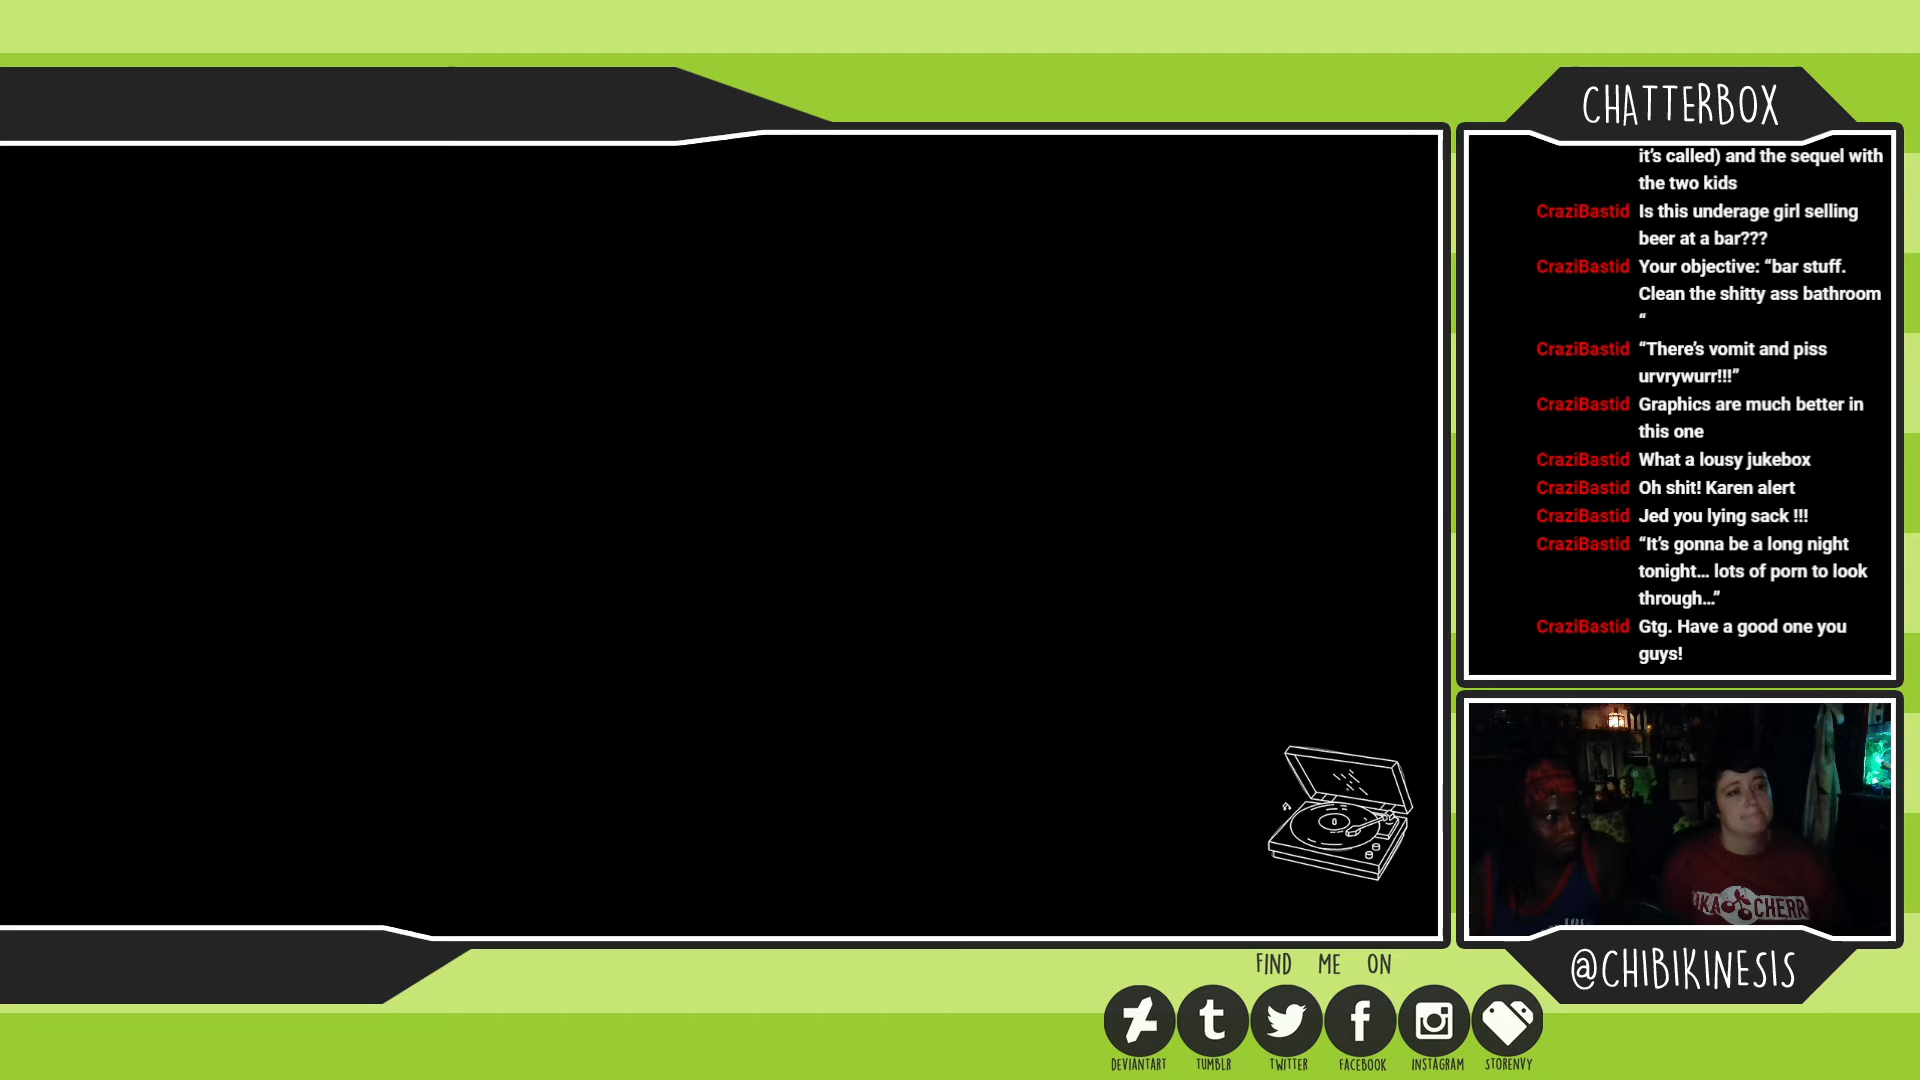 CHATTERBOX
it's called) and the sequel with
the two kids
CraziBastid Is this underage girl selling
beer at a bar???
CraziBastid Your objective: “bar stuff.
Clean the shitty ass bathroom
“
CraziBastid “There's vomit and piss
urvrywurr!!!”
CraziBastid Graphics are much better in
this one
CraziBastid What a lousy jukebox
CraziBastid Oh shit! Karen alert
CraziBastid Jed you lying sack !!!
CraziBastid “It's gonna be a long night
tonight... lots of porn to look
through...”
CraziBastid Gtg. Have a good one you
guys!
CHERR
@CHIBIKINESIS
FIND ME ON
DEVIANTART TUMBLR TWITTER FACEBOOK INSTAGRAM STORENVY